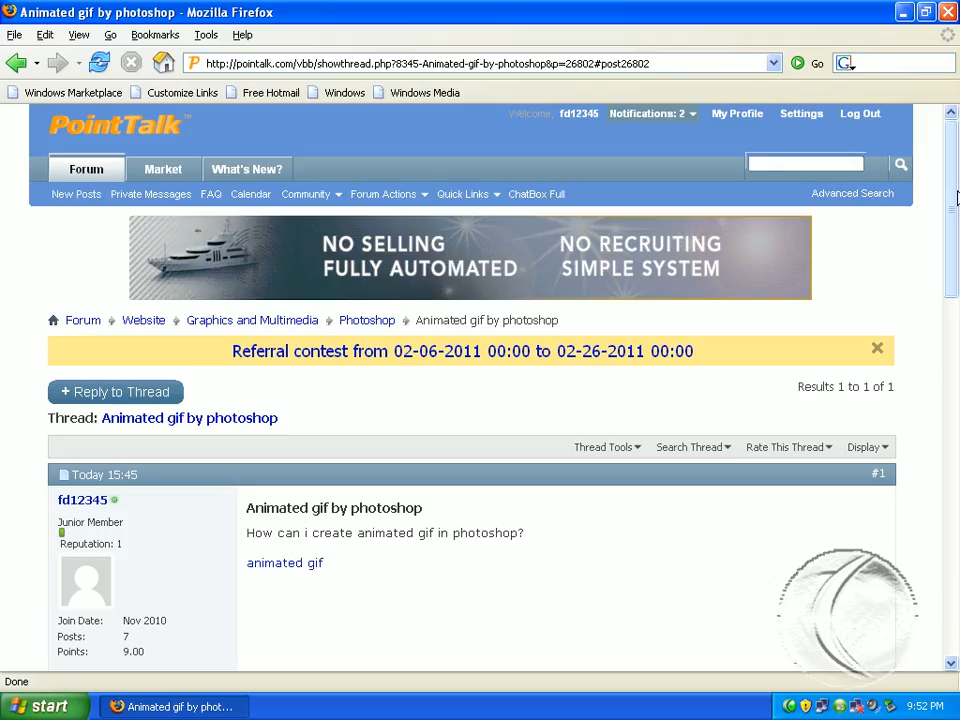 Animated gif by photoshop - Mozilla Firefox
File Edit View Go Bookmarks Tools Help
http://pointalk.com/vbb/showthread.php?8345-Animated-gif-by-photoshop&p=26802#post26802 Go
Windows Marketplace Customize Links Free Hotmail Windows Windows Media
PointTalk™ Welcome, fd12345 Notifications: 2 My Profile Settings Log Out
Forum Market What's New?
New Posts Private Messages FAQ Calendar Community Forum Actions Quick Links ChatBox Full Advanced Search
NO SELLING NO RECRUITING
FULLY AUTOMATED SIMPLE SYSTEM
Forum Website Graphics and Multimedia Photoshop Animated gif by photoshop
Referral contest from 02-06-2011 00:00 to 02-26-2011 00:00
+ Reply to Thread Results 1 to 1 of 1
Thread: Animated gif by photoshop
Thread Tools Search Thread Rate This Thread Display
Today 15:45 #1
fd12345 Animated gif by photoshop
Junior Member How can i create animated gif in photoshop?
Reputation: 1
animated gif
Join Date: Nov 2010
Posts: 7
Points: 9.00
Done
start Animated gif by phot... 9:52 PM